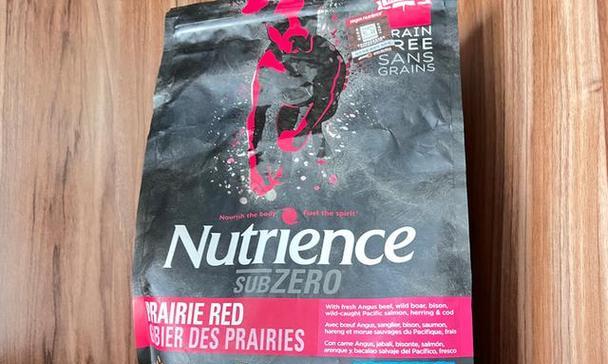 RAIN
REE
SANS
GRAINS
Nourish the body Fuel the spirit
Nutrience
SUBZERO
PRAIRIE RED
GIBIER DES PRAIRIES
With fresh Angus beef, wild boar, bison,
wild-caught Pacific salmon, herring & cod
Avec bœuf Angus, sanglier, bison, saumon,
hareng et morue sauvages du Pacifique, frais
Con carne Angus, jabalí, bisonte, salmón,
arenque y bacalao salvaje del Pacífico, fresco